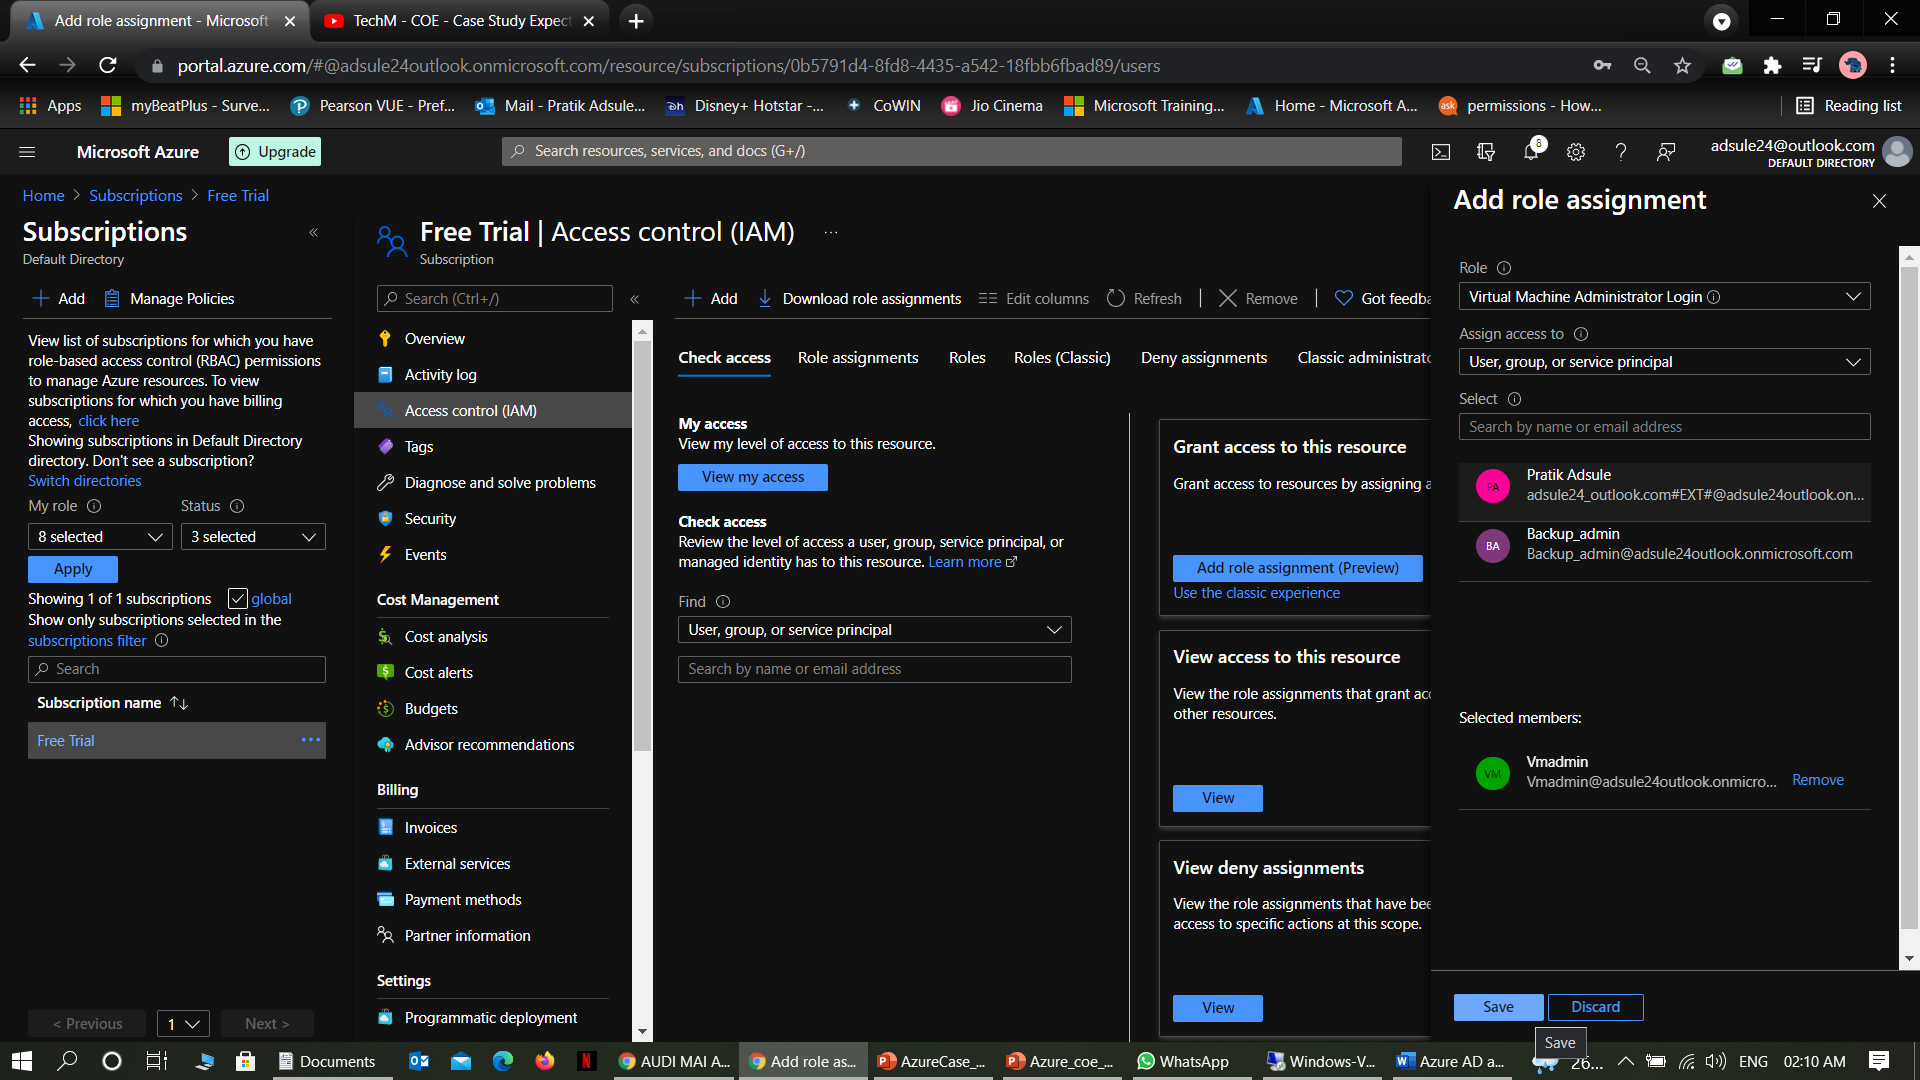 Add role assignment - Microsoft
TechM - COE - Case Study Expect
portal.azure.com/#@adsule24outlook.onmicrosoft.com/resource/subscriptions/0b5791d4-8fd8-4435-a542-18fbb6fbad89/users
Apps
myBeatPlus - Surve...
Pearson VUE - Pref...
Mail - Pratik Adsule...
Disney+ Hotstar -...
CoWIN
Jio Cinema
Microsoft Training...
Home - Microsoft A...
permissions - How...
Reading list
Microsoft Azure
Upgrade
Search resources, services, and docs (G+/)
8
adsule24@outlook.com
DEFAULT DIRECTORY
Home > Subscriptions > Free Trial
Subscriptions
Default Directory
Add
Manage Policies
View list of subscriptions for which you have
role-based access control (RBAC) permissions
to manage Azure resources. To view
subscriptions for which you have billing
access, click here
Showing subscriptions in Default Directory
directory. Don't see a subscription?
Switch directories
My role
Status
8 selected
3 selected
Apply
Showing 1 of 1 subscriptions
global
Show only subscriptions selected in the
subscriptions filter
Search
Subscription name
Free Trial
< Previous
1
Next >
Free Trial | Access control (IAM)
Subscription
Search (Ctrl+/)
Overview
Activity log
Access control (IAM)
Tags
Diagnose and solve problems
Security
Events
Cost Management
Cost analysis
Cost alerts
Budgets
Advisor recommendations
Billing
Invoices
External services
Payment methods
Partner information
Settings
Programmatic deployment
Add
Download role assignments
Edit columns
Refresh
Remove
Got feedba
Check access
Role assignments
Roles
Roles (Classic)
Deny assignments
Classic administrato
My access
View my level of access to this resource.
View my access
Check access
Review the level of access a user, group, service principal, or
managed identity has to this resource. Learn more
Find
User, group, or service principal
Search by name or email address
Grant access to this resource
Grant access to resources by assigning a
Add role assignment (Preview)
Use the classic experience
View access to this resource
View the role assignments that grant acc
other resources.
View
View deny assignments
View the role assignments that have bee
access to specific actions at this scope.
View
Add role assignment
Role
Virtual Machine Administrator Login
Assign access to
User, group, or service principal
Select
Search by name or email address
PA
Pratik Adsule
adsule24_outlook.com#EXT#@adsule24outlook.on...
BA
Backup_admin
Backup_admin@adsule24outlook.onmicrosoft.com
Selected members:
VM
Vmadmin
Vmadmin@adsule24outlook.onmicro...
Remove
Save
Discard
Save
Documents
AUDI MAI A...
Add role as...
AzureCase_...
Azure_coe_...
WhatsApp
Windows-V...
Azure AD a...
26...
ENG
02:10 AM